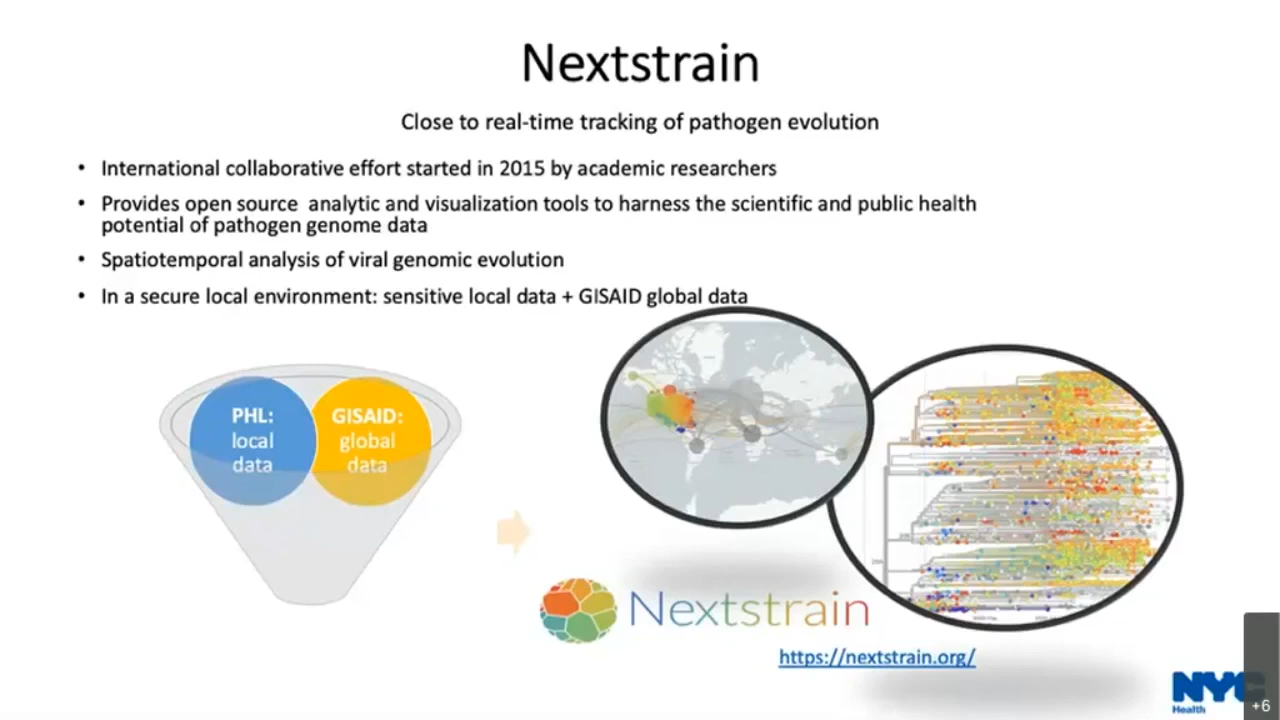 Nextstrain
Close to real-time tracking of pathogen evolution
• International collaborative effort started in 2015 by academic researchers
• Provides open source analytic and visualization tools to harness the scientific and public health
potential of pathogen genome data
• Spatiotemporal analysis of viral genomic evolution
• In a secure local environment: sensitive local data + GISAID global data
PHL:
local
data
GISAID:
global
data
Nextstrain
https://nextstrain.org/
NYC
Health
+6